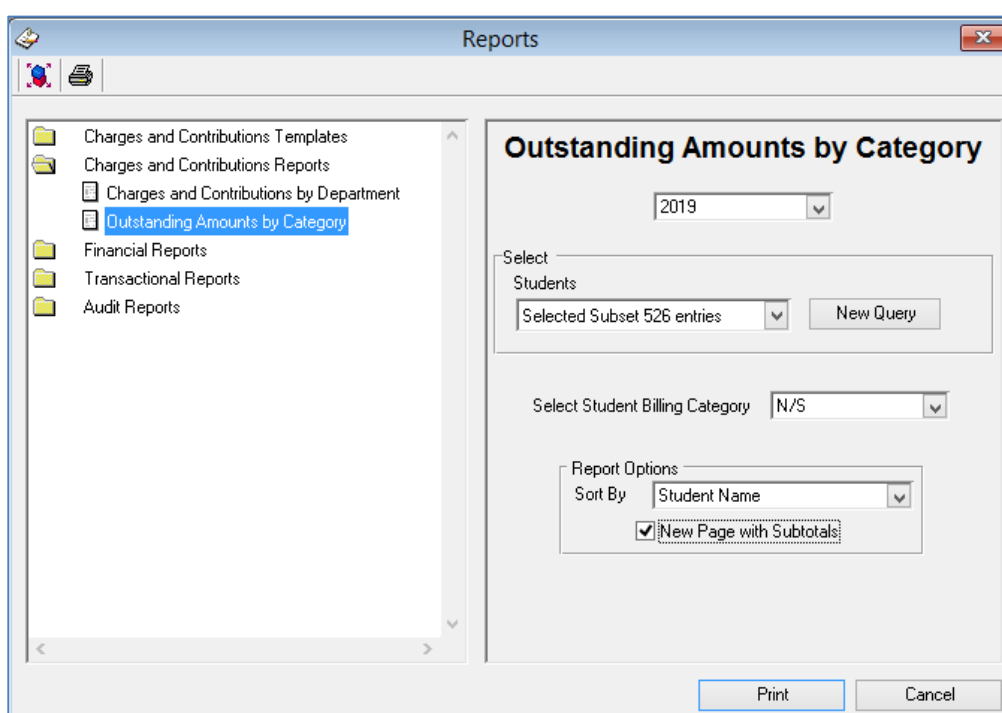 Reports
Charges and Contributions Templates
Charges and Contributions Reports
Charges and Contributions by Department
Outstanding Amounts by Category
Financial Reports
Transactional Reports
Audit Reports
Outstanding Amounts by Category
2019
Select
Students
Selected Subset 526 entries
New Query
Select Student Billing Category N/S
Report Options
Sort By Student Name
New Page with Subtotals
Print Cancel